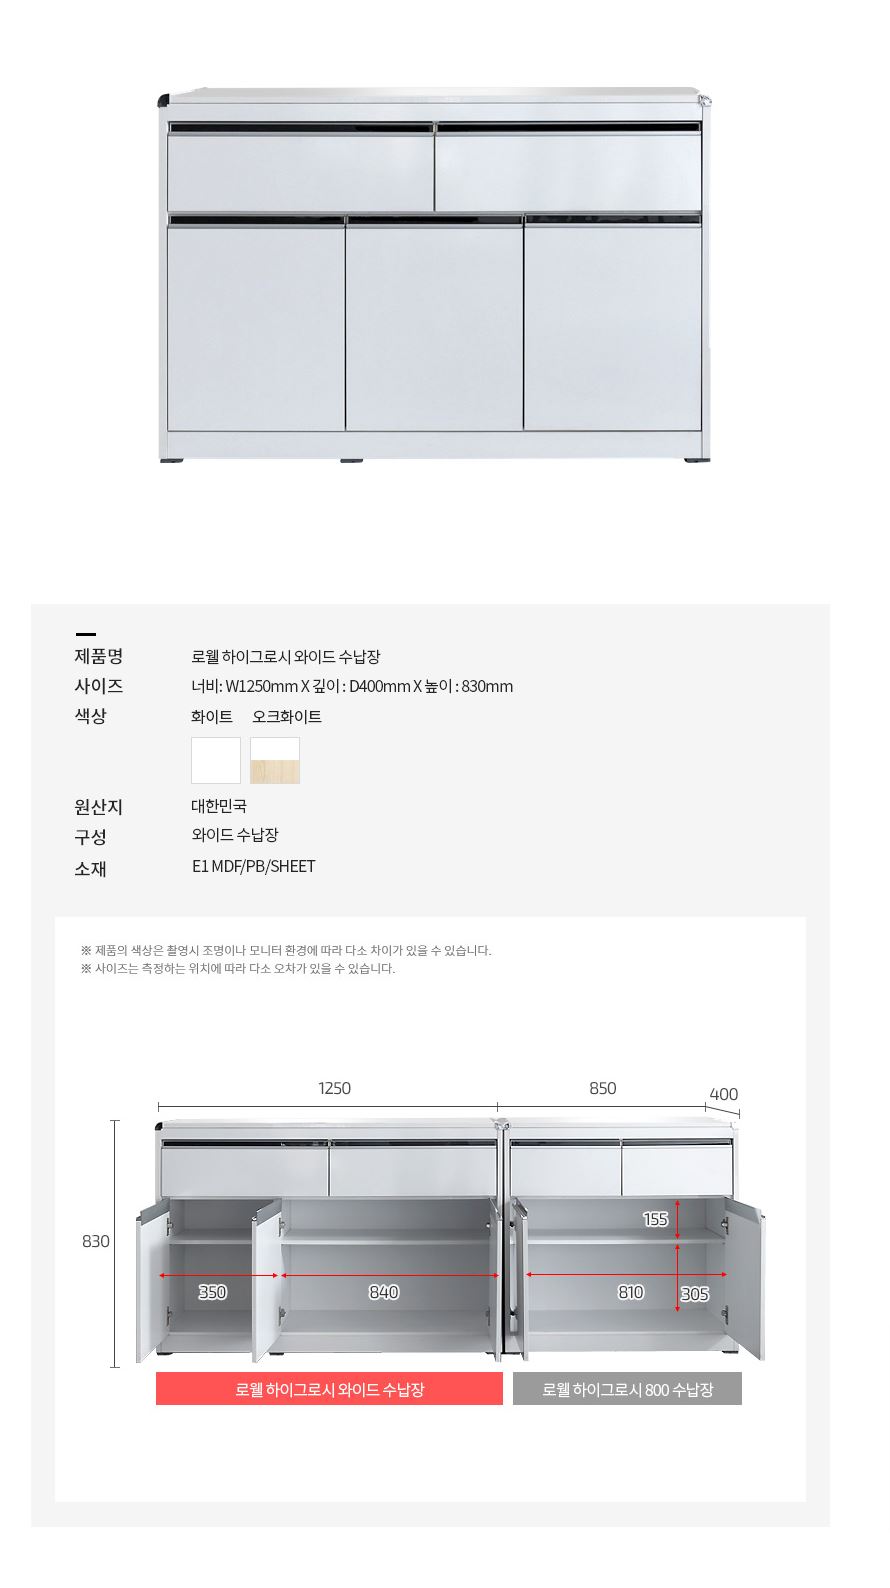 제품명 로웰 하이그로시 와이드 수납장
사이즈 너비: W1250mm X 깊이 : D400mm X 높이 : 830mm
색상 화이트 오크화이트
원산지 대한민국
구성 와이드 수납장
소재 E1 MDF/PB/SHEET
※ 제품의 색상은 촬영시 조명이나 모니터 환경에 따라 다소 차이가 있을 수 있습니다.
※ 사이즈는 측정하는 위치에 따라 다소 오차가 있을 수 있습니다.
1250 850 400
155
830
350 840 810 305
로웰 하이그로시 와이드 수납장 로웰 하이그로시 800 수납장